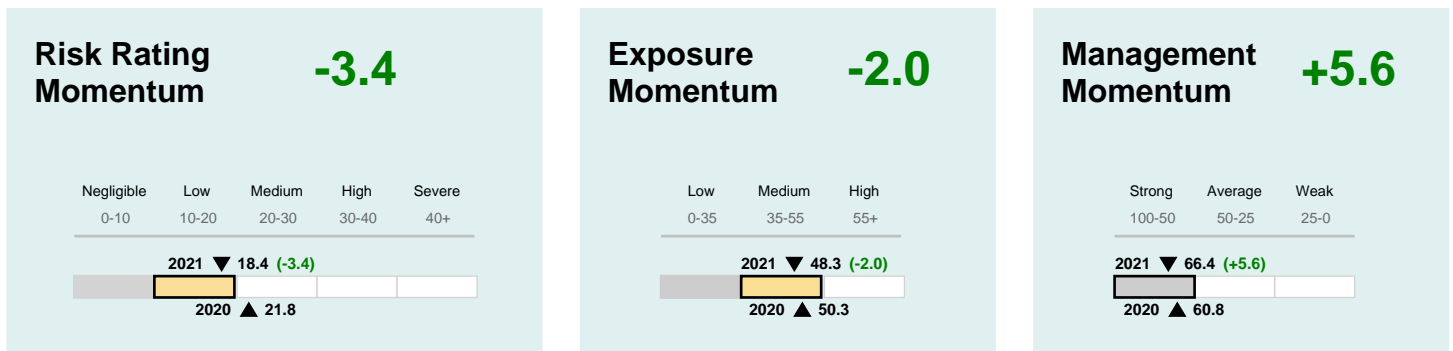 Risk Rating
Momentum
-3.4
Negligible Low Medium High Severe
0-10 10-20 20-30 30-40 40+
2021 ▼ 18.4 (-3.4)
2020 ▲ 21.8
Exposure
Momentum
-2.0
Low Medium High
0-35 35-55 55+
2021 ▼ 48.3 (-2.0)
2020 ▲ 50.3
Management
Momentum
+5.6
Strong Average Weak
100-50 50-25 25-0
2021 ▼ 66.4 (+5.6)
2020 ▲ 60.8